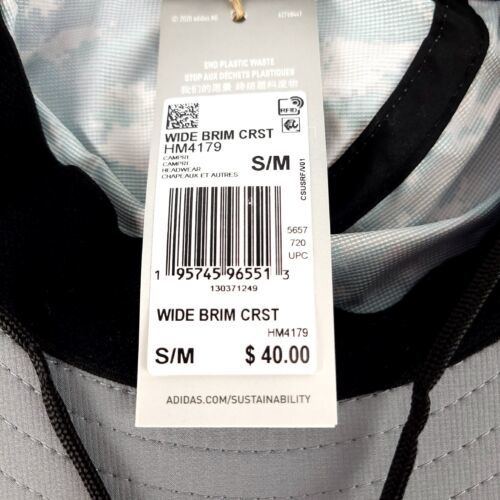 © 2020 adidas AG
END PLASTIC WASTE
STOP AUX DÉCHETS PLASTIQUES
RFID
WIDE BRIM CRST
HM4179
CAMPRI
CAMPRI
HEADWEAR
CHAPEAUX ET AUTRES
S/M
CSUSRF/V01
5657
720
UPC
1 95745 96551 3
130371249
WIDE BRIM CRST
HM4179
S/M
$ 40.00
ADIDAS.COM/SUSTAINABILITY